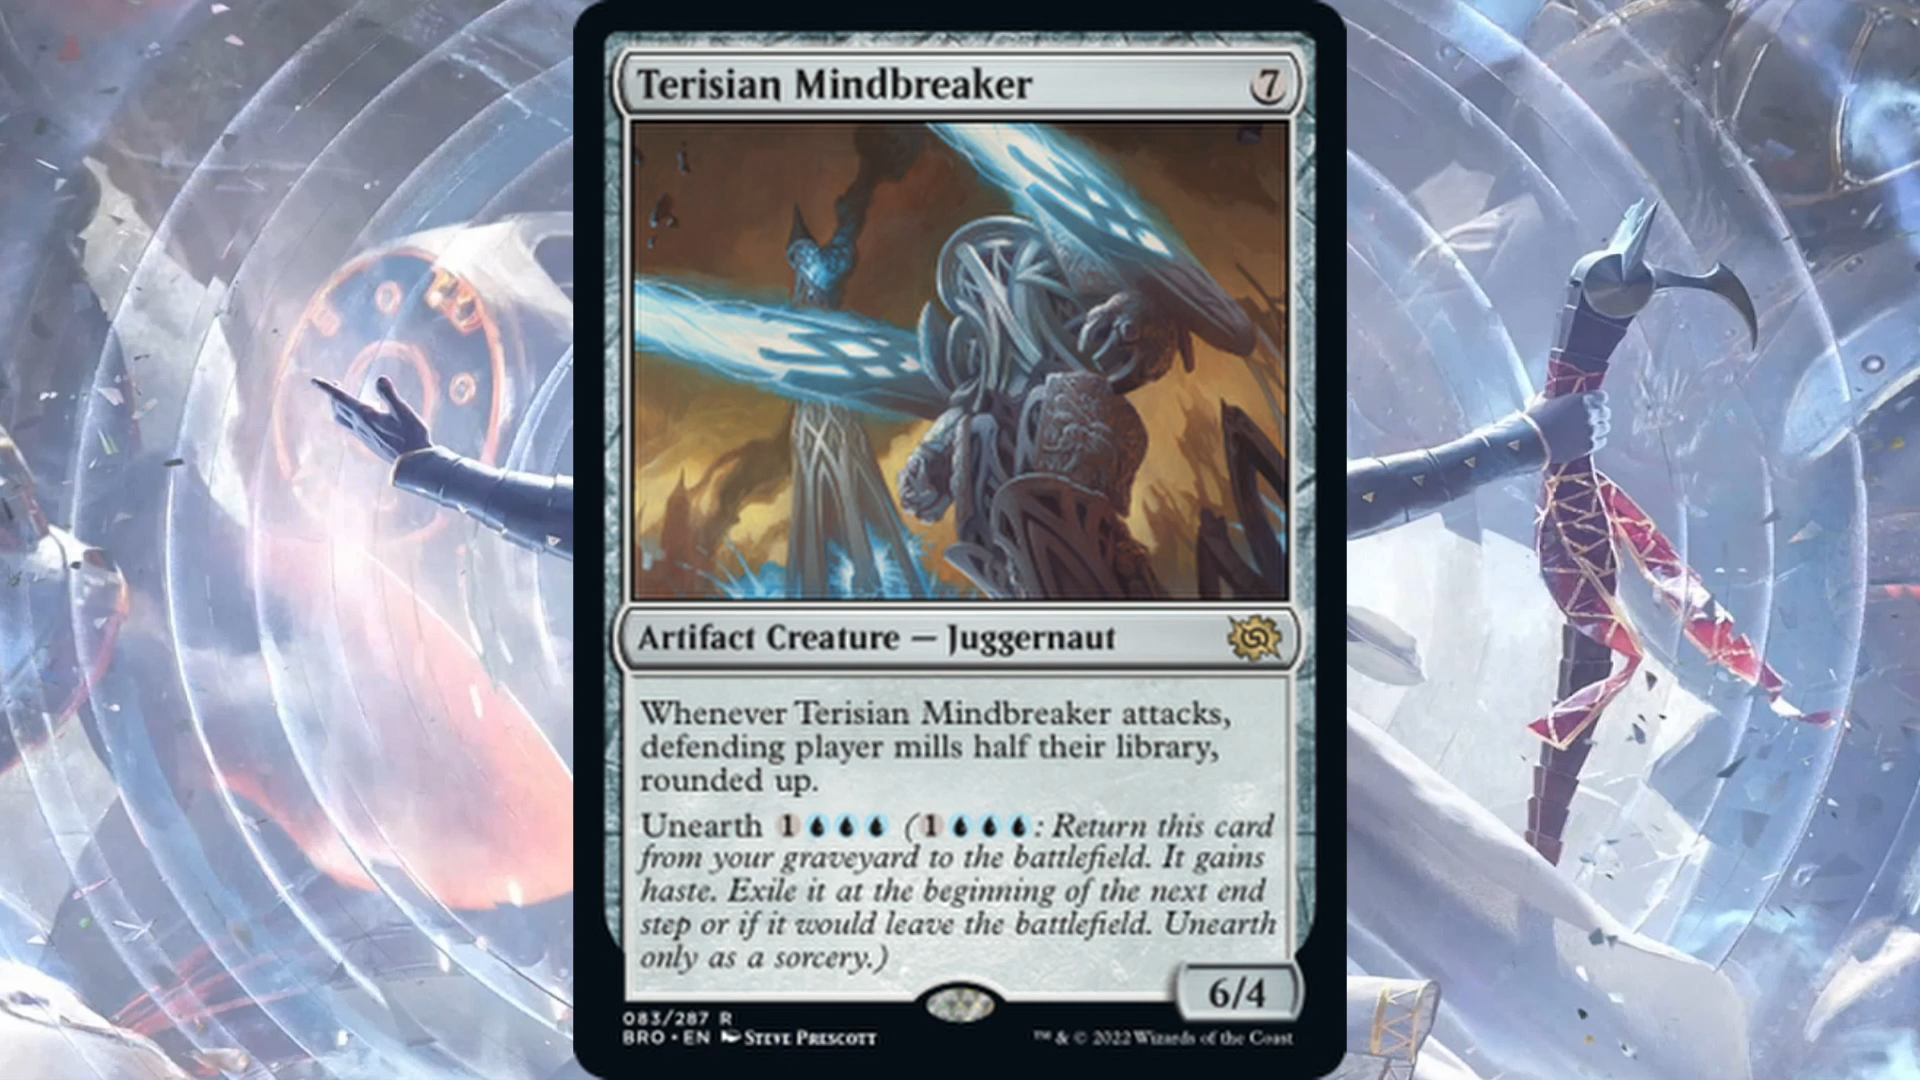 Terisian Mindbreaker 7
Artifact Creature — Juggernaut
Whenever Terisian Mindbreaker attacks,
defending player mills half their library,
rounded up.
Unearth 1 (1 : Return this card
from your graveyard to the battlefield. It gains
haste. Exile it at the beginning of the next end
step or if it would leave the battlefield. Unearth
only as a sorcery.)
6/4
083/287 R
BRO • EN Steve Prescott
™ & © 2022 Wizards of the Coast